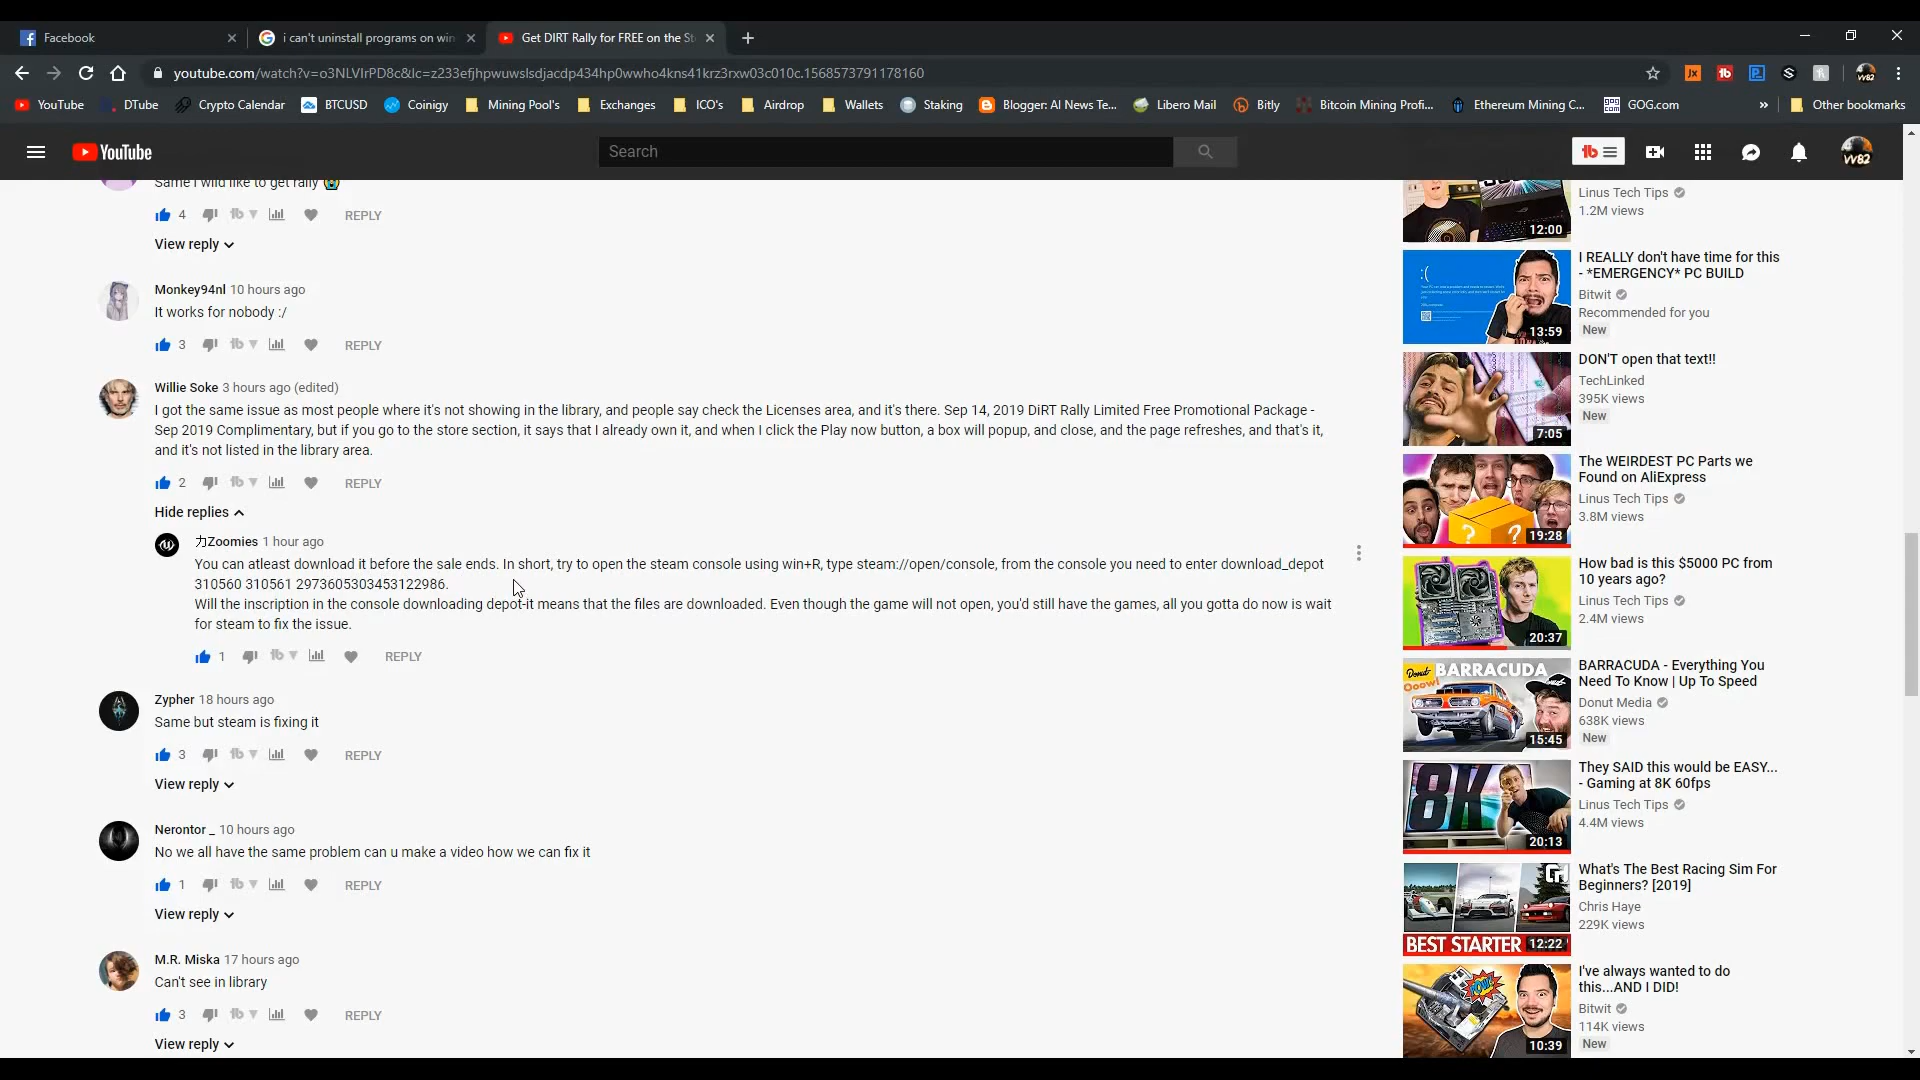 Facebook
i can't uninstall programs on win
Get DIRT Rally for FREE on the St
youtube.com/watch?v=o3NLVIrPD8c&lc=z233efjhpwuwslsdjacdp434hp0wwho4kns41krz3rxw03c010c.1568573791178160
YouTube
DTube
Crypto Calendar
BTCUSD
Coinigy
Mining Pool's
Exchanges
ICO's
Airdrop
Wallets
Staking
Blogger: AI News Te...
Libero Mail
Bitly
Bitcoin Mining Profi...
Ethereum Mining C...
GOG.com
Other bookmarks
YouTube
Search
VV82
Same I wild like to get rally
4
REPLY
View reply
Monkey94nl 10 hours ago
It works for nobody :/
3
REPLY
Willie Soke 3 hours ago (edited)
I got the same issue as most people where it's not showing in the library, and people say check the Licenses area, and it's there. Sep 14, 2019 DiRT Rally Limited Free Promotional Package -
Sep 2019 Complimentary, but if you go to the store section, it says that I already own it, and when I click the Play now button, a box will popup, and close, and the page refreshes, and that's it,
and it's not listed in the library area.
2
REPLY
Hide replies
力Zoomies 1 hour ago
You can atleast download it before the sale ends. In short, try to open the steam console using win+R, type steam://open/console, from the console you need to enter download_depot
310560 310561 2973605303453122986.
Will the inscription in the console downloading depot-it means that the files are downloaded. Even though the game will not open, you'd still have the games, all you gotta do now is wait
for steam to fix the issue.
1
REPLY
Zypher 18 hours ago
Same but steam is fixing it
3
REPLY
View reply
Nerontor _ 10 hours ago
No we all have the same problem can u make a video how we can fix it
1
REPLY
View reply
M.R. Miska 17 hours ago
Can't see in library
3
REPLY
View reply
12:00
Linus Tech Tips
1.2M views
13:59
I REALLY don't have time for this
- *EMERGENCY* PC BUILD
Bitwit
Recommended for you
New
7:05
DON'T open that text!!
TechLinked
395K views
New
19:28
The WEIRDEST PC Parts we
Found on AliExpress
Linus Tech Tips
3.8M views
20:37
How bad is this $5000 PC from
10 years ago?
Linus Tech Tips
2.4M views
Donut
Ooow!
BARRACUDA
15:45
BARRACUDA - Everything You
Need To Know | Up To Speed
Donut Media
638K views
New
8K
20:13
They SAID this would be EASY...
- Gaming at 8K 60fps
Linus Tech Tips
4.4M views
BEST STARTER
12:22
What's The Best Racing Sim For
Beginners? [2019]
Chris Haye
229K views
POW!
10:39
I've always wanted to do
this...AND I DID!
Bitwit
114K views
New